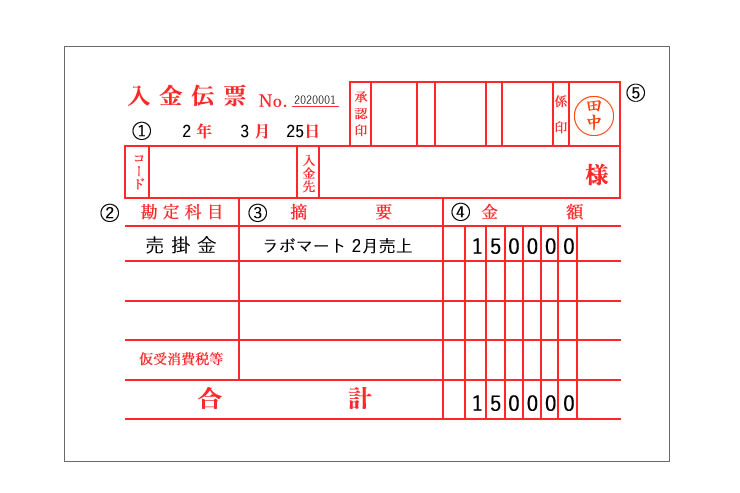 入金伝票 No. 2020001
承認印
係印
田中
⑤
① 2年 3月 25日
コード
入金先
様
② 勘定科目 ③ 摘要 ④ 金額
売掛金 ラボマート 2月売上 150000
仮受消費税等
合計 150000